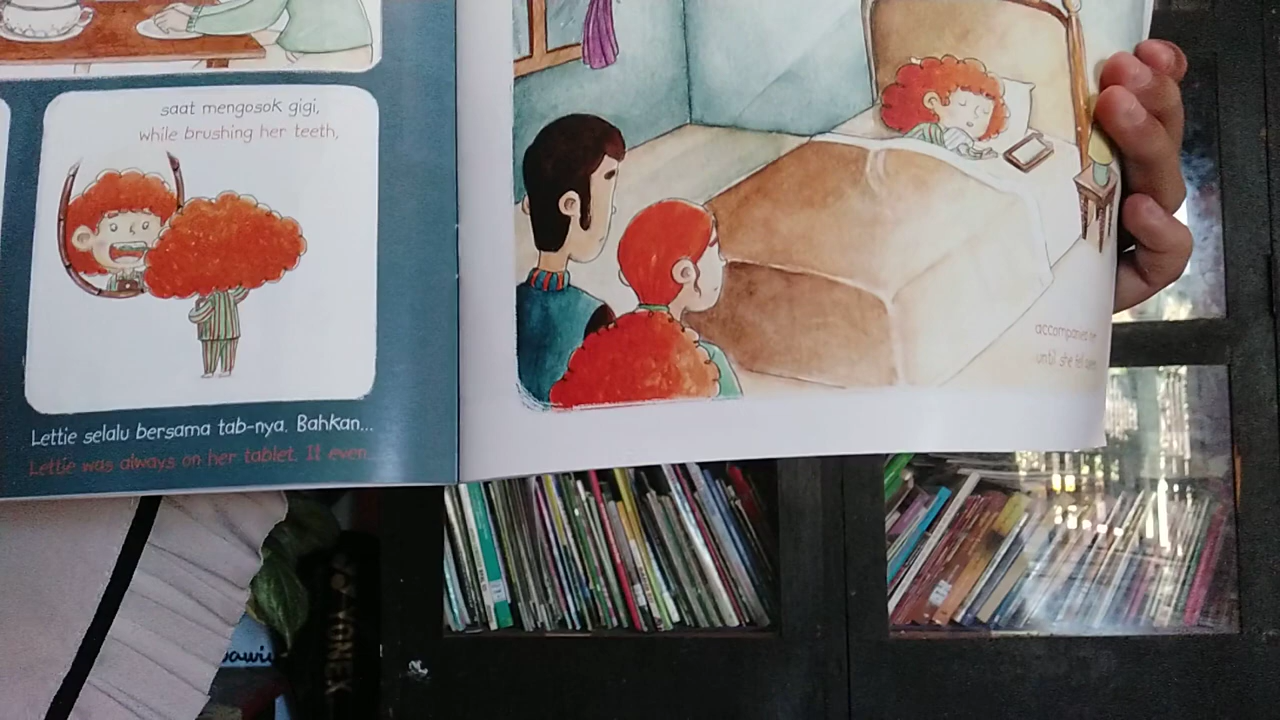 saat mengosok gigi,
while brushing her teeth,
Lettie selalu bersama tab-nya. Bahkan...
Lettie was always on her tablet. It even...
accompanied her
until she fell
YONEX